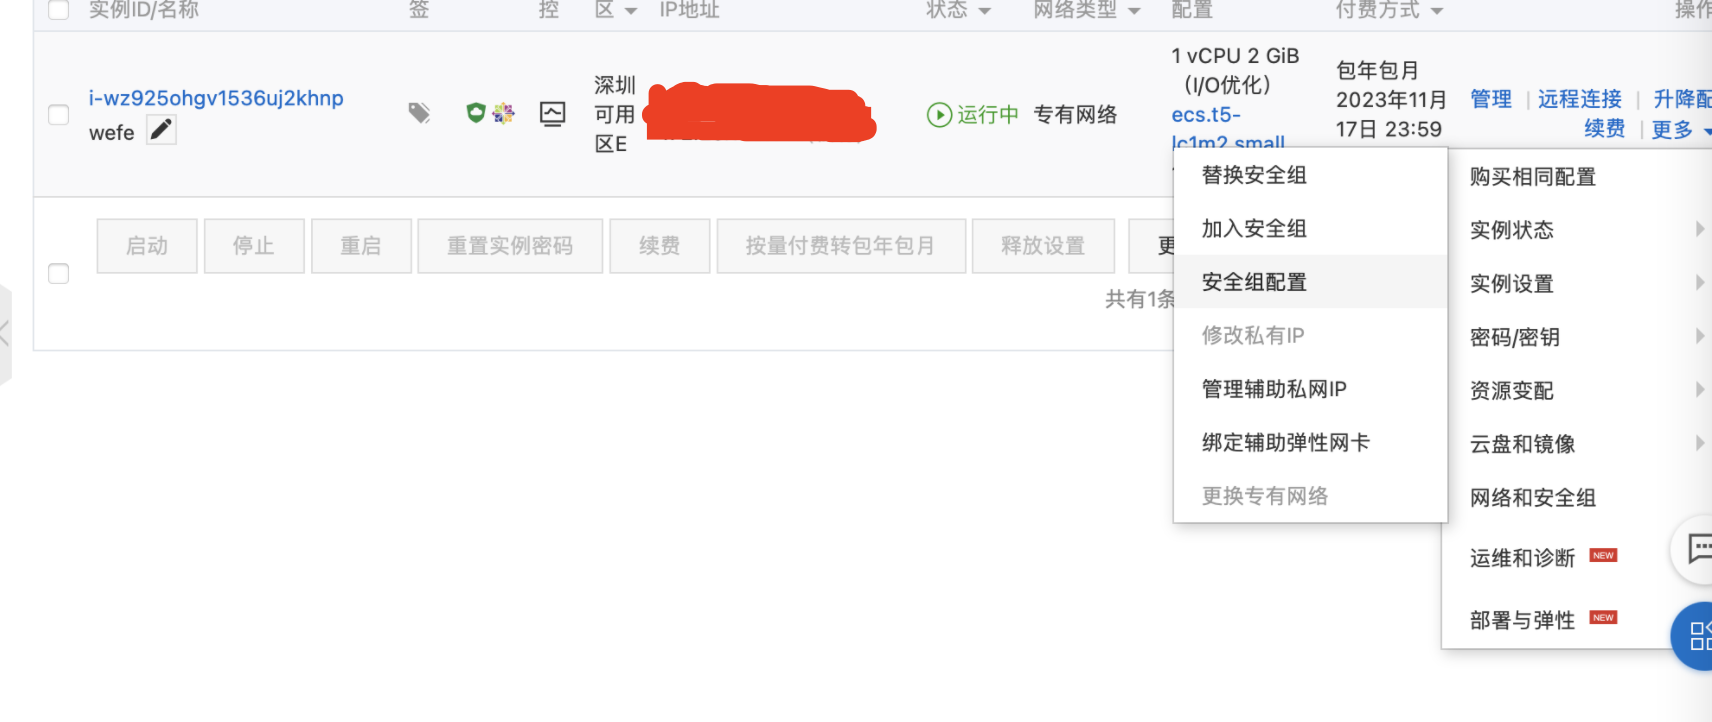 实例ID/名称 签 控 区 IP地址 状态 网络类型 配置 付费方式 操作
i-wz925ohgv1536uj2khnp
wefe
深圳
可用
区E
运行中
专有网络
1 vCPU 2 GiB
(I/O优化)
ecs.t5-
lc1m2.small
包年包月
2023年11月
17日 23:59
管理 | 远程连接 | 升降配
续费 | 更多
启动 停止 重启 重置实例密码 续费 按量付费转包年包月 释放设置 更
共有1条
替换安全组
加入安全组
安全组配置
修改私有IP
管理辅助私网IP
绑定辅助弹性网卡
更换专有网络
购买相同配置
实例状态
实例设置
密码/密钥
资源变配
云盘和镜像
网络和安全组
运维和诊断 NEW
部署与弹性 NEW